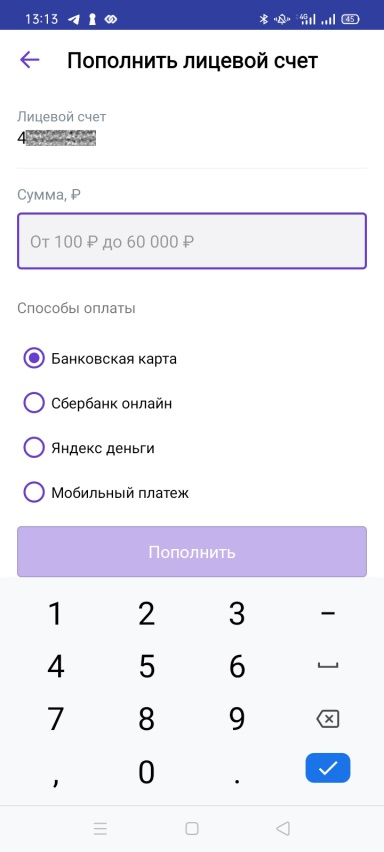 13:13 4G 45
Пополнить лицевой счет
Лицевой счет
4
Сумма, ₽
От 100 ₽ до 60 000 ₽
Способы оплаты
Банковская карта
Сбербанк онлайн
Яндекс деньги
Мобильный платеж
Пополнить
1 2 3 –
4 5 6
7 8 9
, 0 .